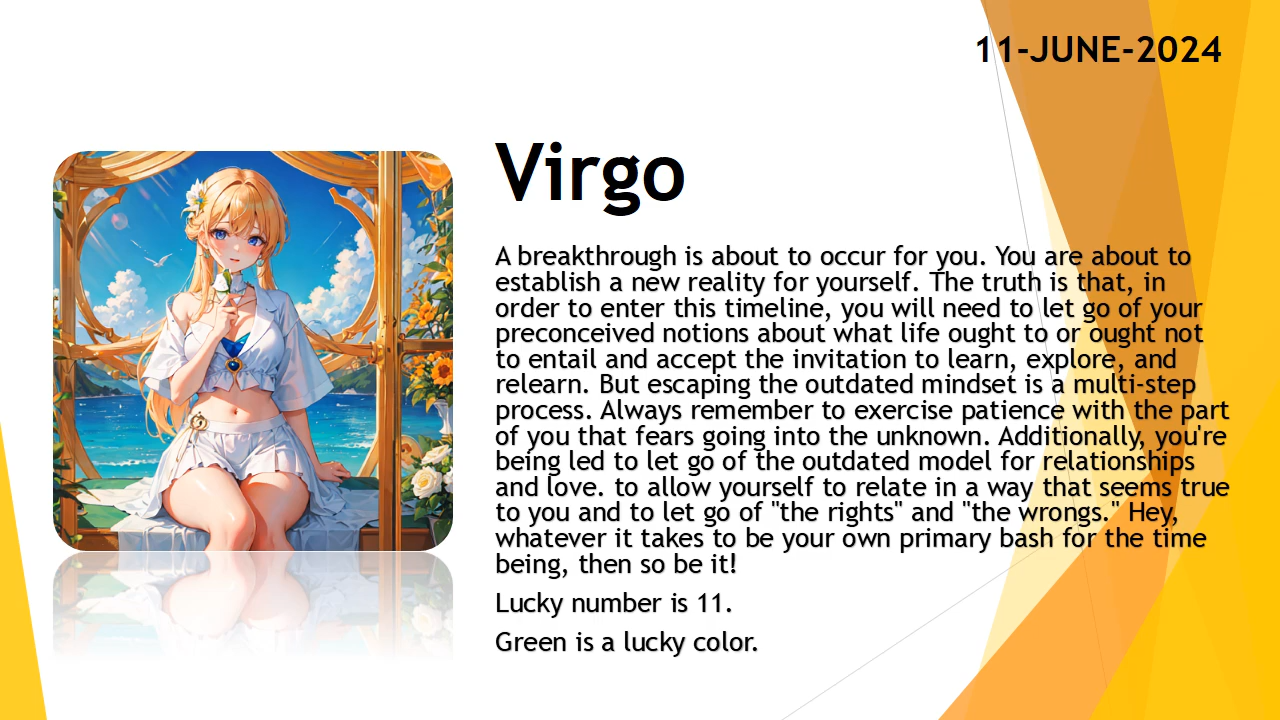 11-JUNE-2024
Virgo
A breakthrough is about to occur for you. You are about to
establish a new reality for yourself. The truth is that, in
order to enter this timeline, you will need to let go of your
preconceived notions about what life ought to or ought not
to entail and accept the invitation to learn, explore, and
relearn. But escaping the outdated mindset is a multi-step
process. Always remember to exercise patience with the part
of you that fears going into the unknown. Additionally, you're
being led to let go of the outdated model for relationships
and love. to allow yourself to relate in a way that seems true
to you and to let go of "the rights" and "the wrongs." Hey,
whatever it takes to be your own primary bash for the time
being, then so be it!
Lucky number is 11.
Green is a lucky color.